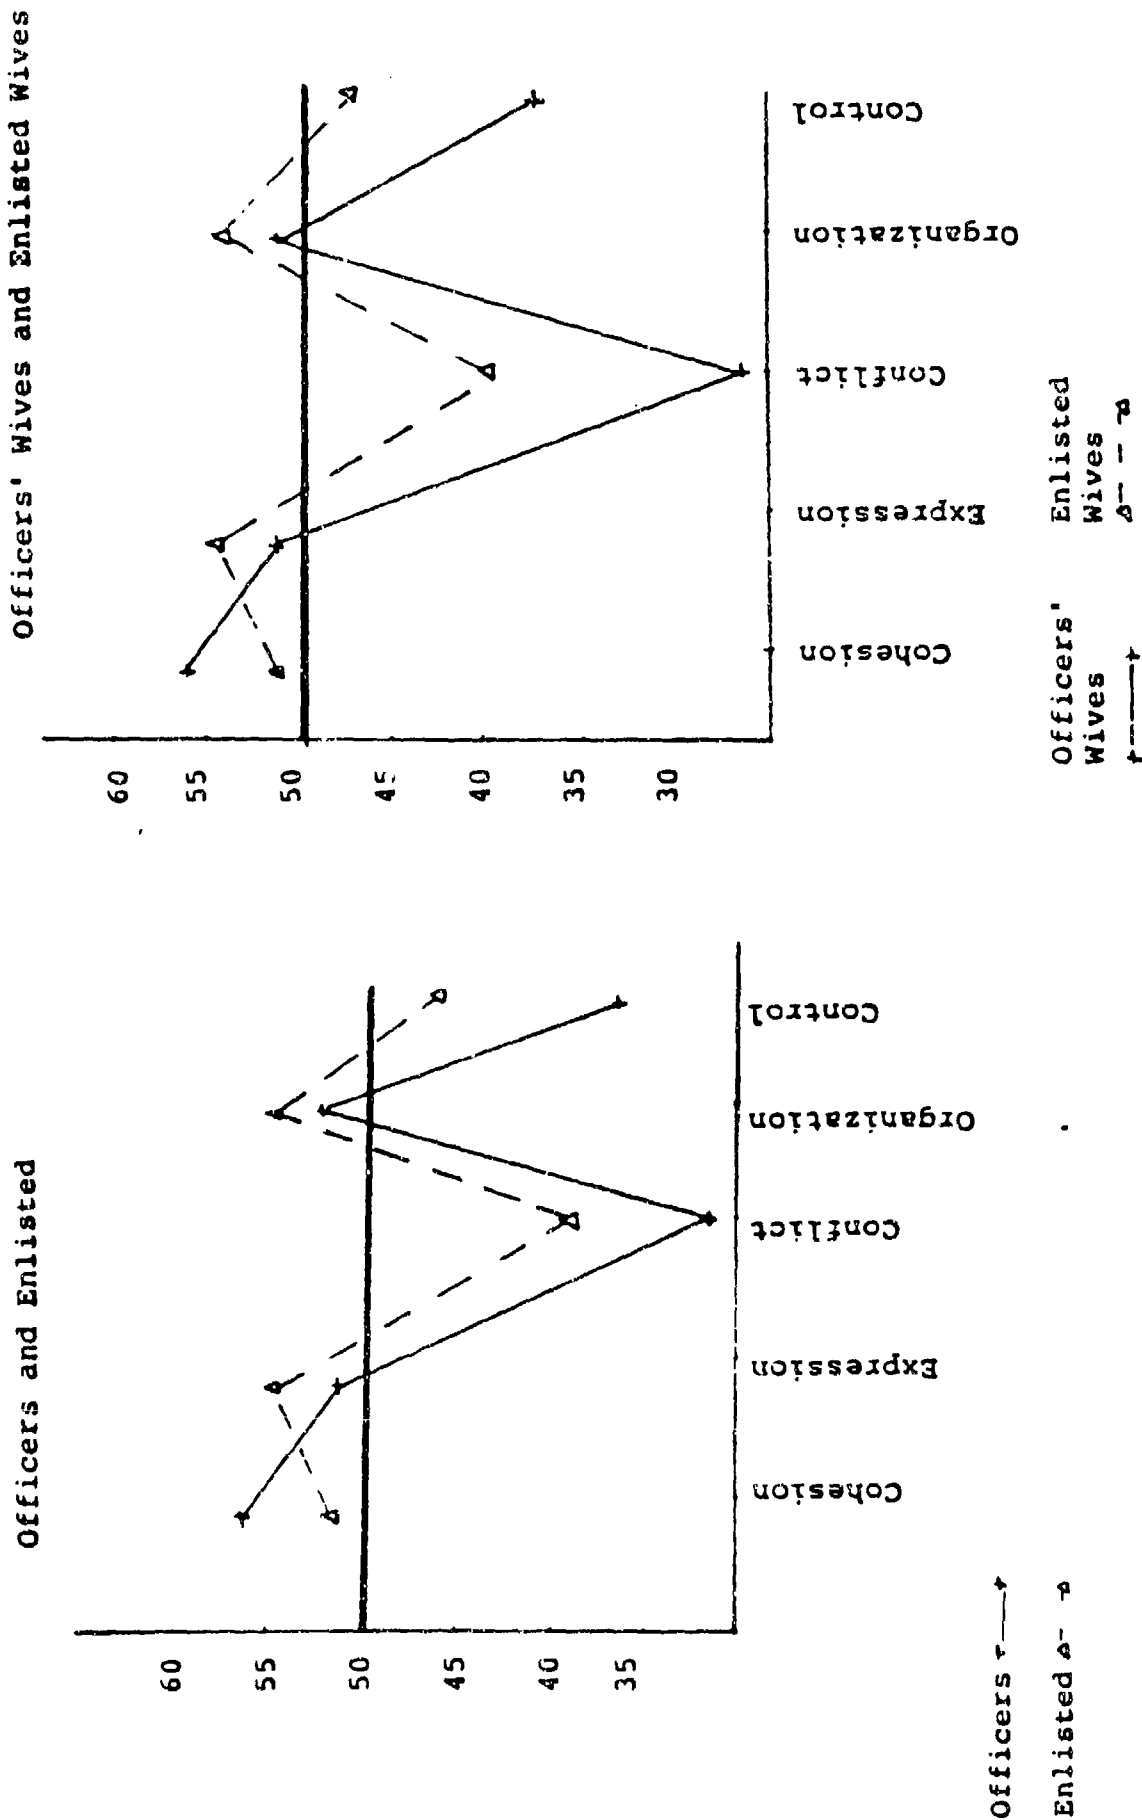 Officers and Enlisted
60
55
50
45
40
35
Cohesion
Expression
Conflict
Organization
Control
Officers
Enlisted
Officers' Wives and Enlisted Wives
60
55
50
45
40
35
30
Cohesion
Expression
Conflict
Organization
Control
Officers'
Wives
Enlisted
Wives